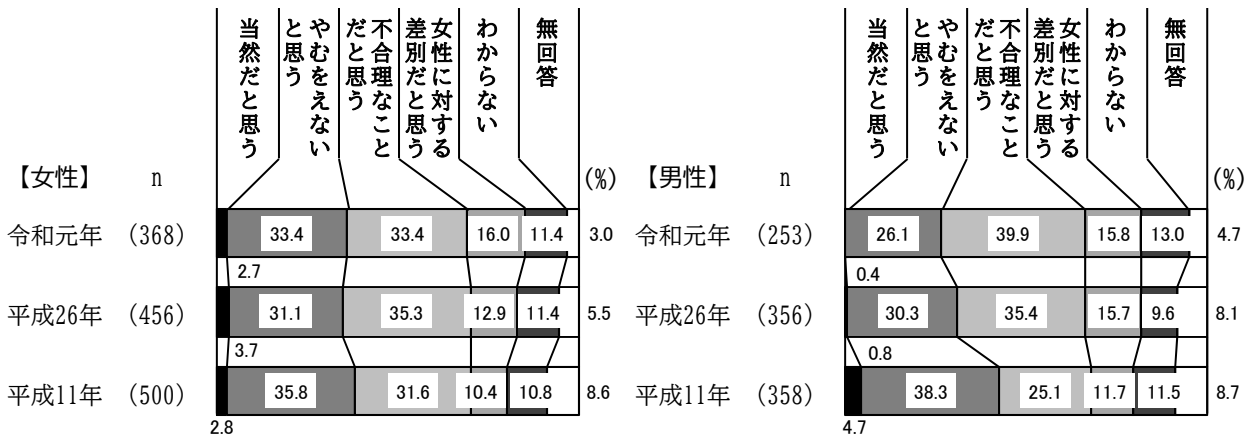 当然だと思う
やむをえない
と思う
不合理なこと
だと思う
女性に対する
差別だと思う
わからない
無回答
【女性】 n (%)
令和元年 (368) 33.4 33.4 16.0 11.4 3.0
2.7
平成26年 (456) 31.1 35.3 12.9 11.4 5.5
3.7
平成11年 (500) 35.8 31.6 10.4 10.8 8.6
2.8
当然だと思う
やむをえない
と思う
不合理なこと
だと思う
女性に対する
差別だと思う
わからない
無回答
【男性】 n (%)
令和元年 (253) 26.1 39.9 15.8 13.0 4.7
0.4
平成26年 (356) 30.3 35.4 15.7 9.6 8.1
0.8
平成11年 (358) 38.3 25.1 11.7 11.5 8.7
4.7